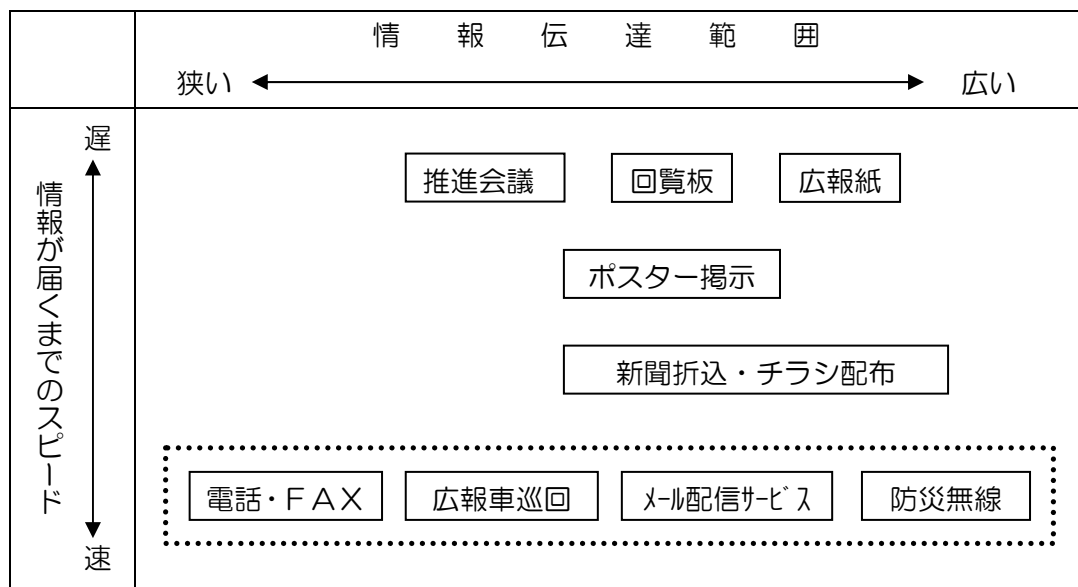 情報伝達範囲
狭い 広い
遅
情報が届くまでのスピード
速
推進会議 回覧板 広報紙
ポスター掲示
新聞折込・チラシ配布
電話・ＦＡＸ 広報車巡回 ﾒｰﾙ配信ｻｰﾋﾞｽ 防災無線